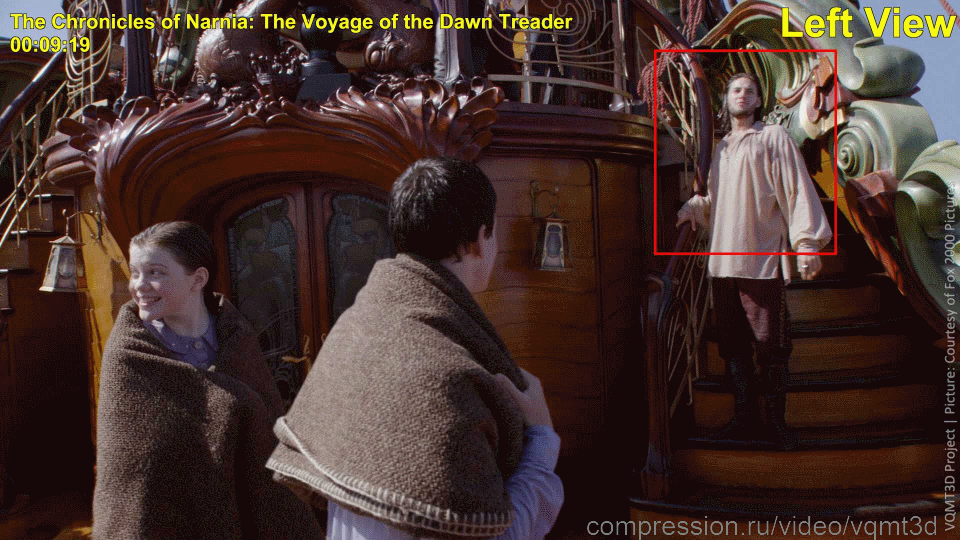 The Chronicles of Narnia: The Voyage of the Dawn Treader
00:09:19
Left View
VQMT3D Project | Picture: Courtesy of Fox 2000 Pictures
compression.ru/video/vqmt3d